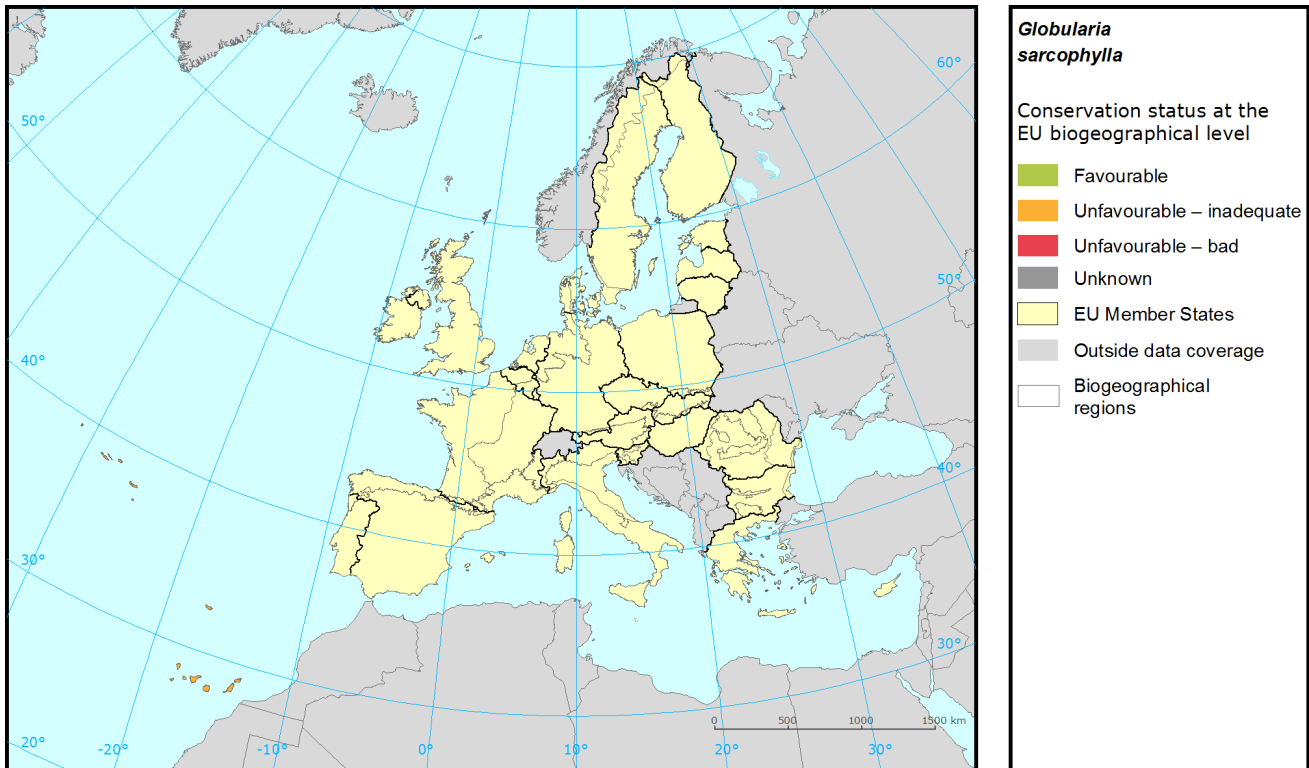 60°
50°
50°
40°
40°
30°
30°
20°
-20°
-10°
0°
10°
20°
30°
0
500
1000
1500 km
Globularia
sarcophylla
Conservation status at the
EU biogeographical level
Favourable
Unfavourable – inadequate
Unfavourable – bad
Unknown
EU Member States
Outside data coverage
Biogeographical
regions